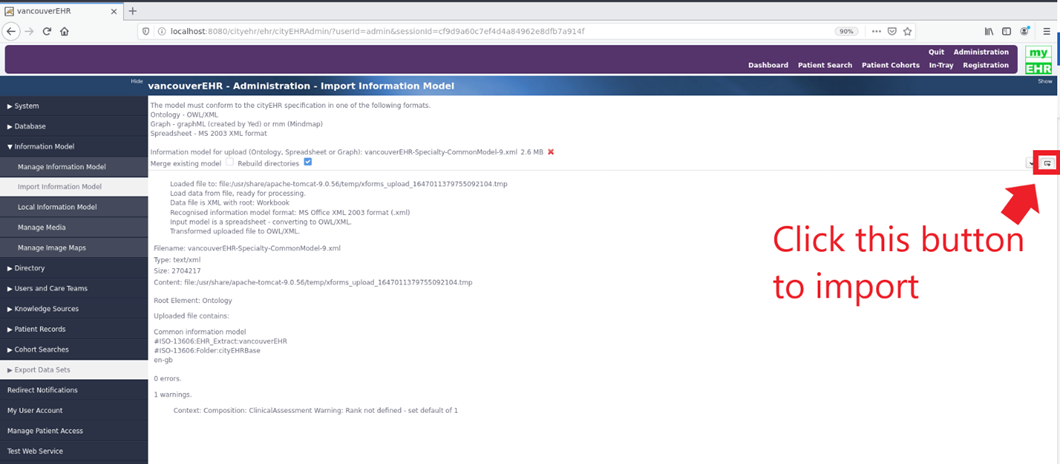 vancouverEHR
localhost:8080/cityehr/ehr/cityEHRAdmin/?userId=admin&sessionId=cf9d9a60c7ef4d4a84962e8dfb7a914f
90%
Quit Administration
my
EHR
Dashboard Patient Search Patient Cohorts In-Tray Registration
Hide
vancouverEHR - Administration - Import Information Model
Show
System
Database
Information Model
Manage Information Model
Import Information Model
Local Information Model
Manage Media
Manage Image Maps
Directory
Users and Care Teams
Knowledge Sources
Patient Records
Cohort Searches
Export Data Sets
Redirect Notifications
My User Account
Manage Patient Access
Test Web Service
The model must conform to the cityEHR specification in one of the following formats.
Ontology - OWL/XML
Graph - graphML (created by Yed) or mm (Mindmap)
Spreadsheet - MS 2003 XML format
Information model for upload (Ontology, Spreadsheet or Graph): vancouverEHR-Specialty-CommonModel-9.xml 2.6 MB
Merge existing model Rebuild directories
Loaded file to: file:/usr/share/apache-tomcat-9.0.56/temp/xforms_upload_1647011379755092104.tmp
Load data from file, ready for processing.
Data file is XML with root: Workbook
Recognised information model format: MS Office XML 2003 format (.xml)
Input model is a spreadsheet - converting to OWL/XML.
Transformed uploaded file to OWL/XML.
Filename: vancouverEHR-Specialty-CommonModel-9.xml
Type: text/xml
Size: 2704217
Content: file:/usr/share/apache-tomcat-9.0.56/temp/xforms_upload_1647011379755092104.tmp
Root Element: Ontology
Uploaded file contains:
Common information model
#ISO-13606:EHR_Extract:vancouverEHR
#ISO-13606:Folder:cityEHRBase
en-gb
0 errors.
1 warnings.
Context: Composition: ClinicalAssessment Warning: Rank not defined - set default of 1
Click this button
to import